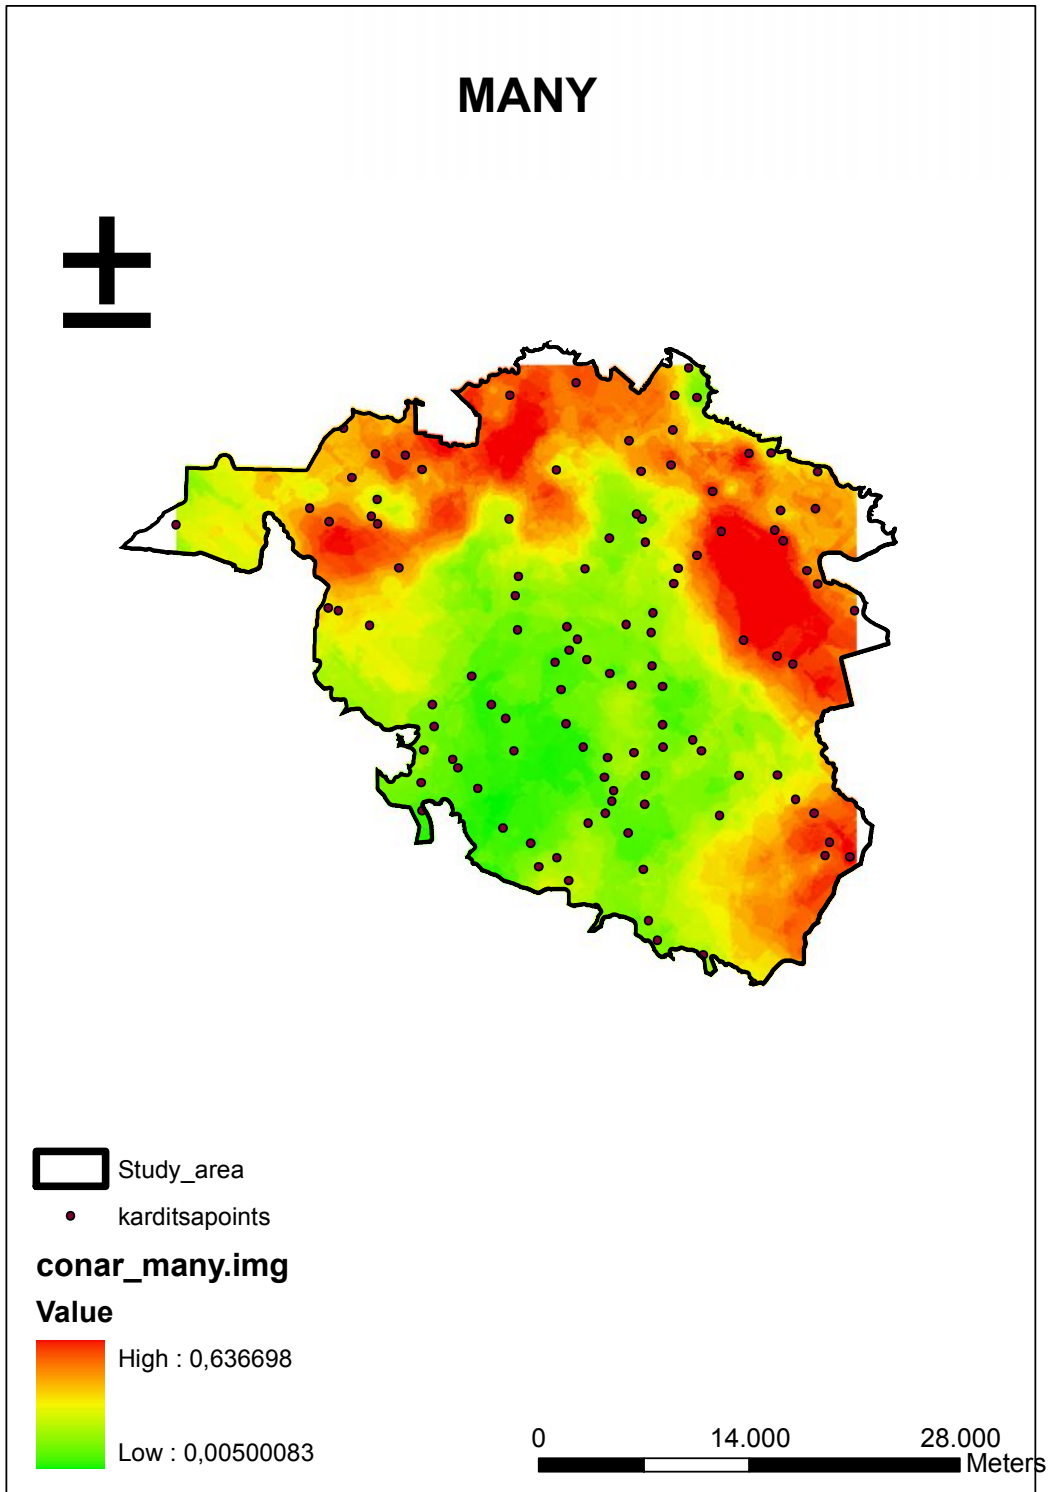 MANY
Study_area
karditsapoints
conar_many.img
Value
High : 0,636698
Low : 0,00500083
0 14.000 28.000
Meters